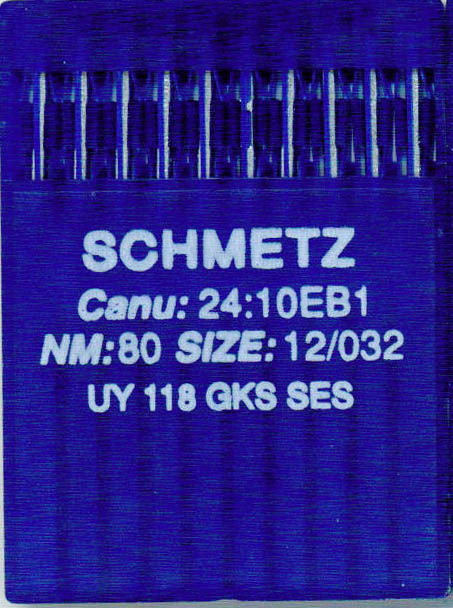 SCHMETZ
Canu: 24:10EB1
NM:80 SIZE:12/032
UY 118 GKS SES